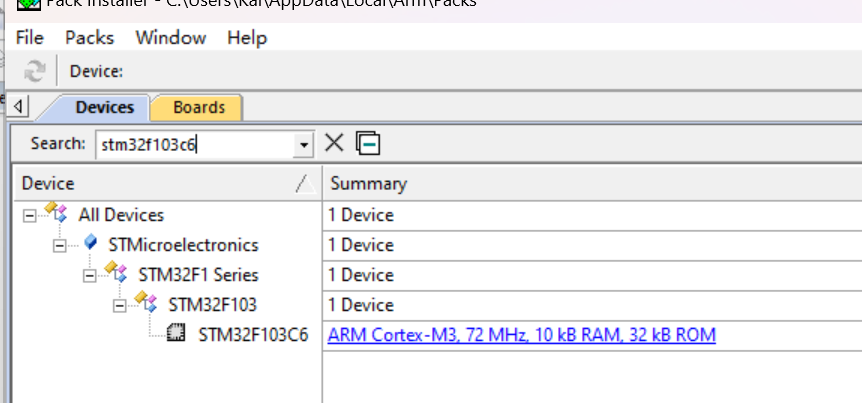 Pack Installer - C:\Users\Kai\AppData\Local\Arm\Packs
File Packs Window Help
Device:
Devices Boards
Search: stm32f103c6
Device Summary
All Devices 1 Device
STMicroelectronics 1 Device
STM32F1 Series 1 Device
STM32F103 1 Device
STM32F103C6 ARM Cortex-M3, 72 MHz, 10 kB RAM, 32 kB ROM